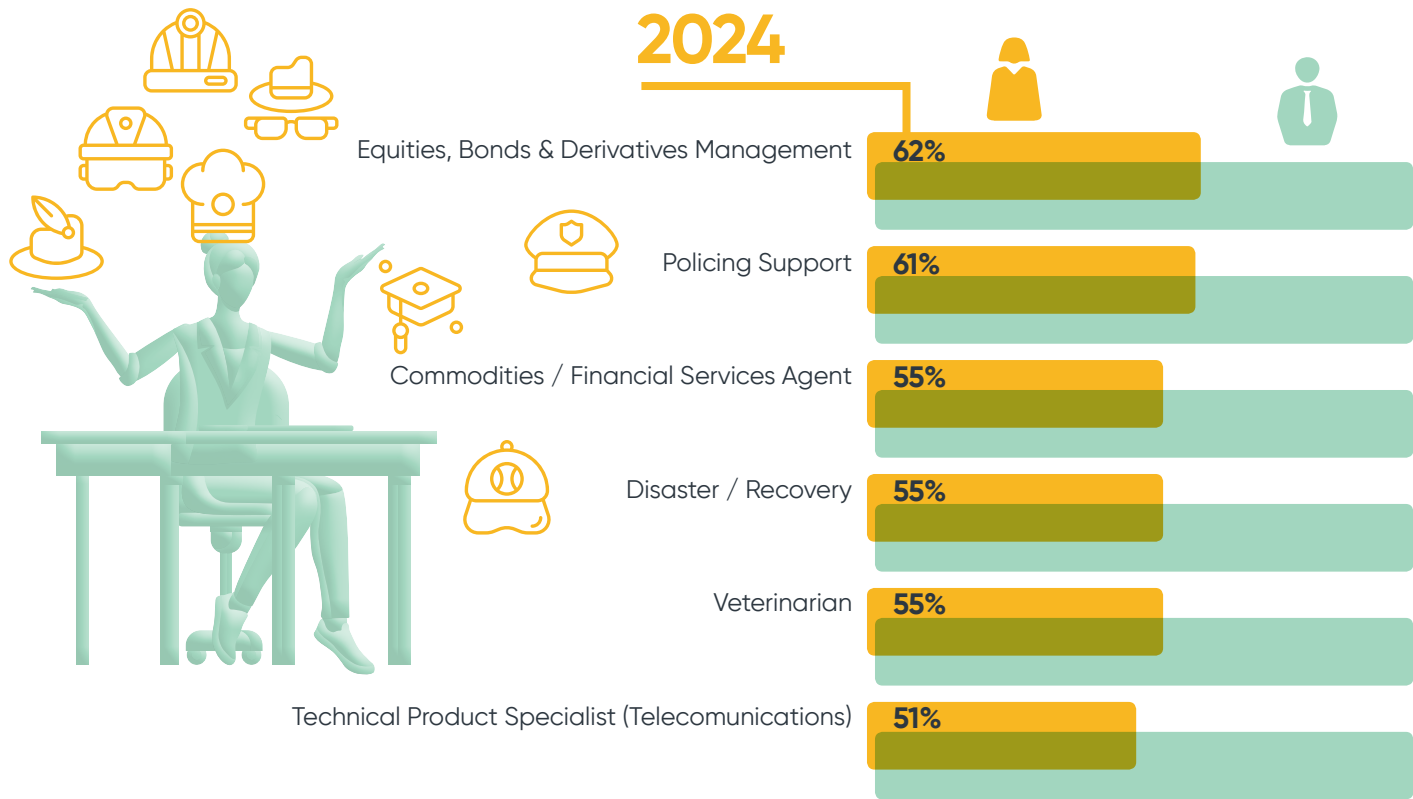 2024
Equities, Bonds & Derivatives Management 62%
Policing Support 61%
Commodities / Financial Services Agent 55%
Disaster / Recovery 55%
Veterinarian 55%
Technical Product Specialist (Telecomunications) 51%